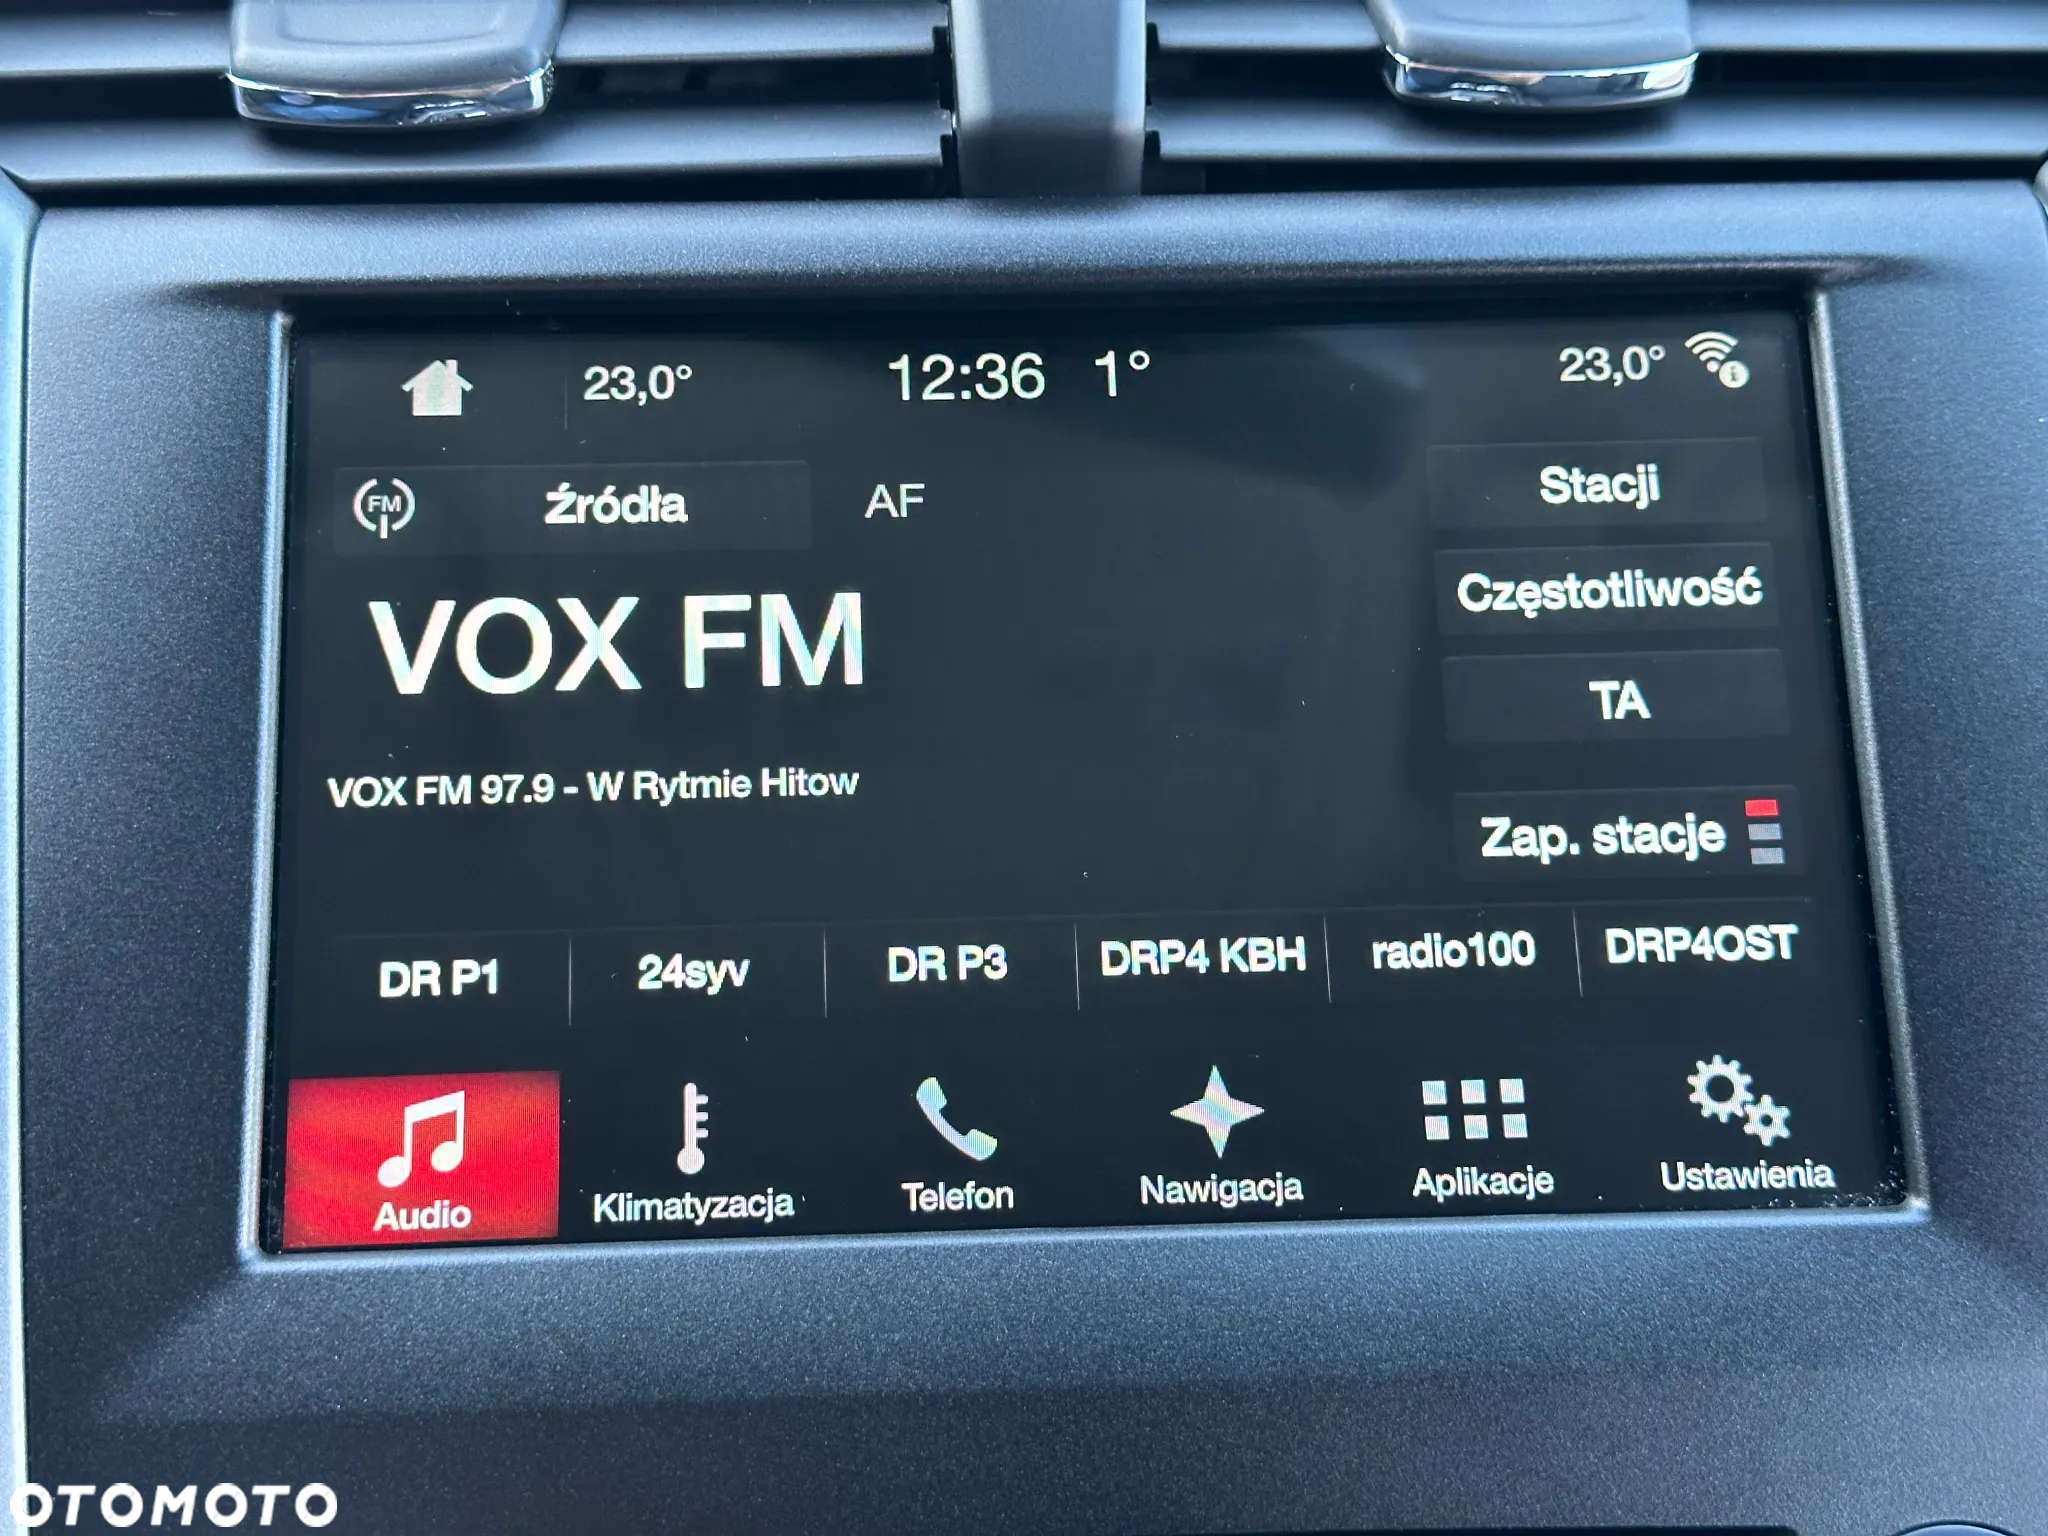 23,0° 12:36 1° 23,0°
FM Źródła AF Stacji
Częstotliwość
VOX FM
TA
VOX FM 97.9 - W Rytmie Hitow
Zap. stacje
DR P1 24syv DR P3 DRP4 KBH radio100 DRP4OST
Audio Klimatyzacja Telefon Nawigacja Aplikacje Ustawienia
OTOMOTO